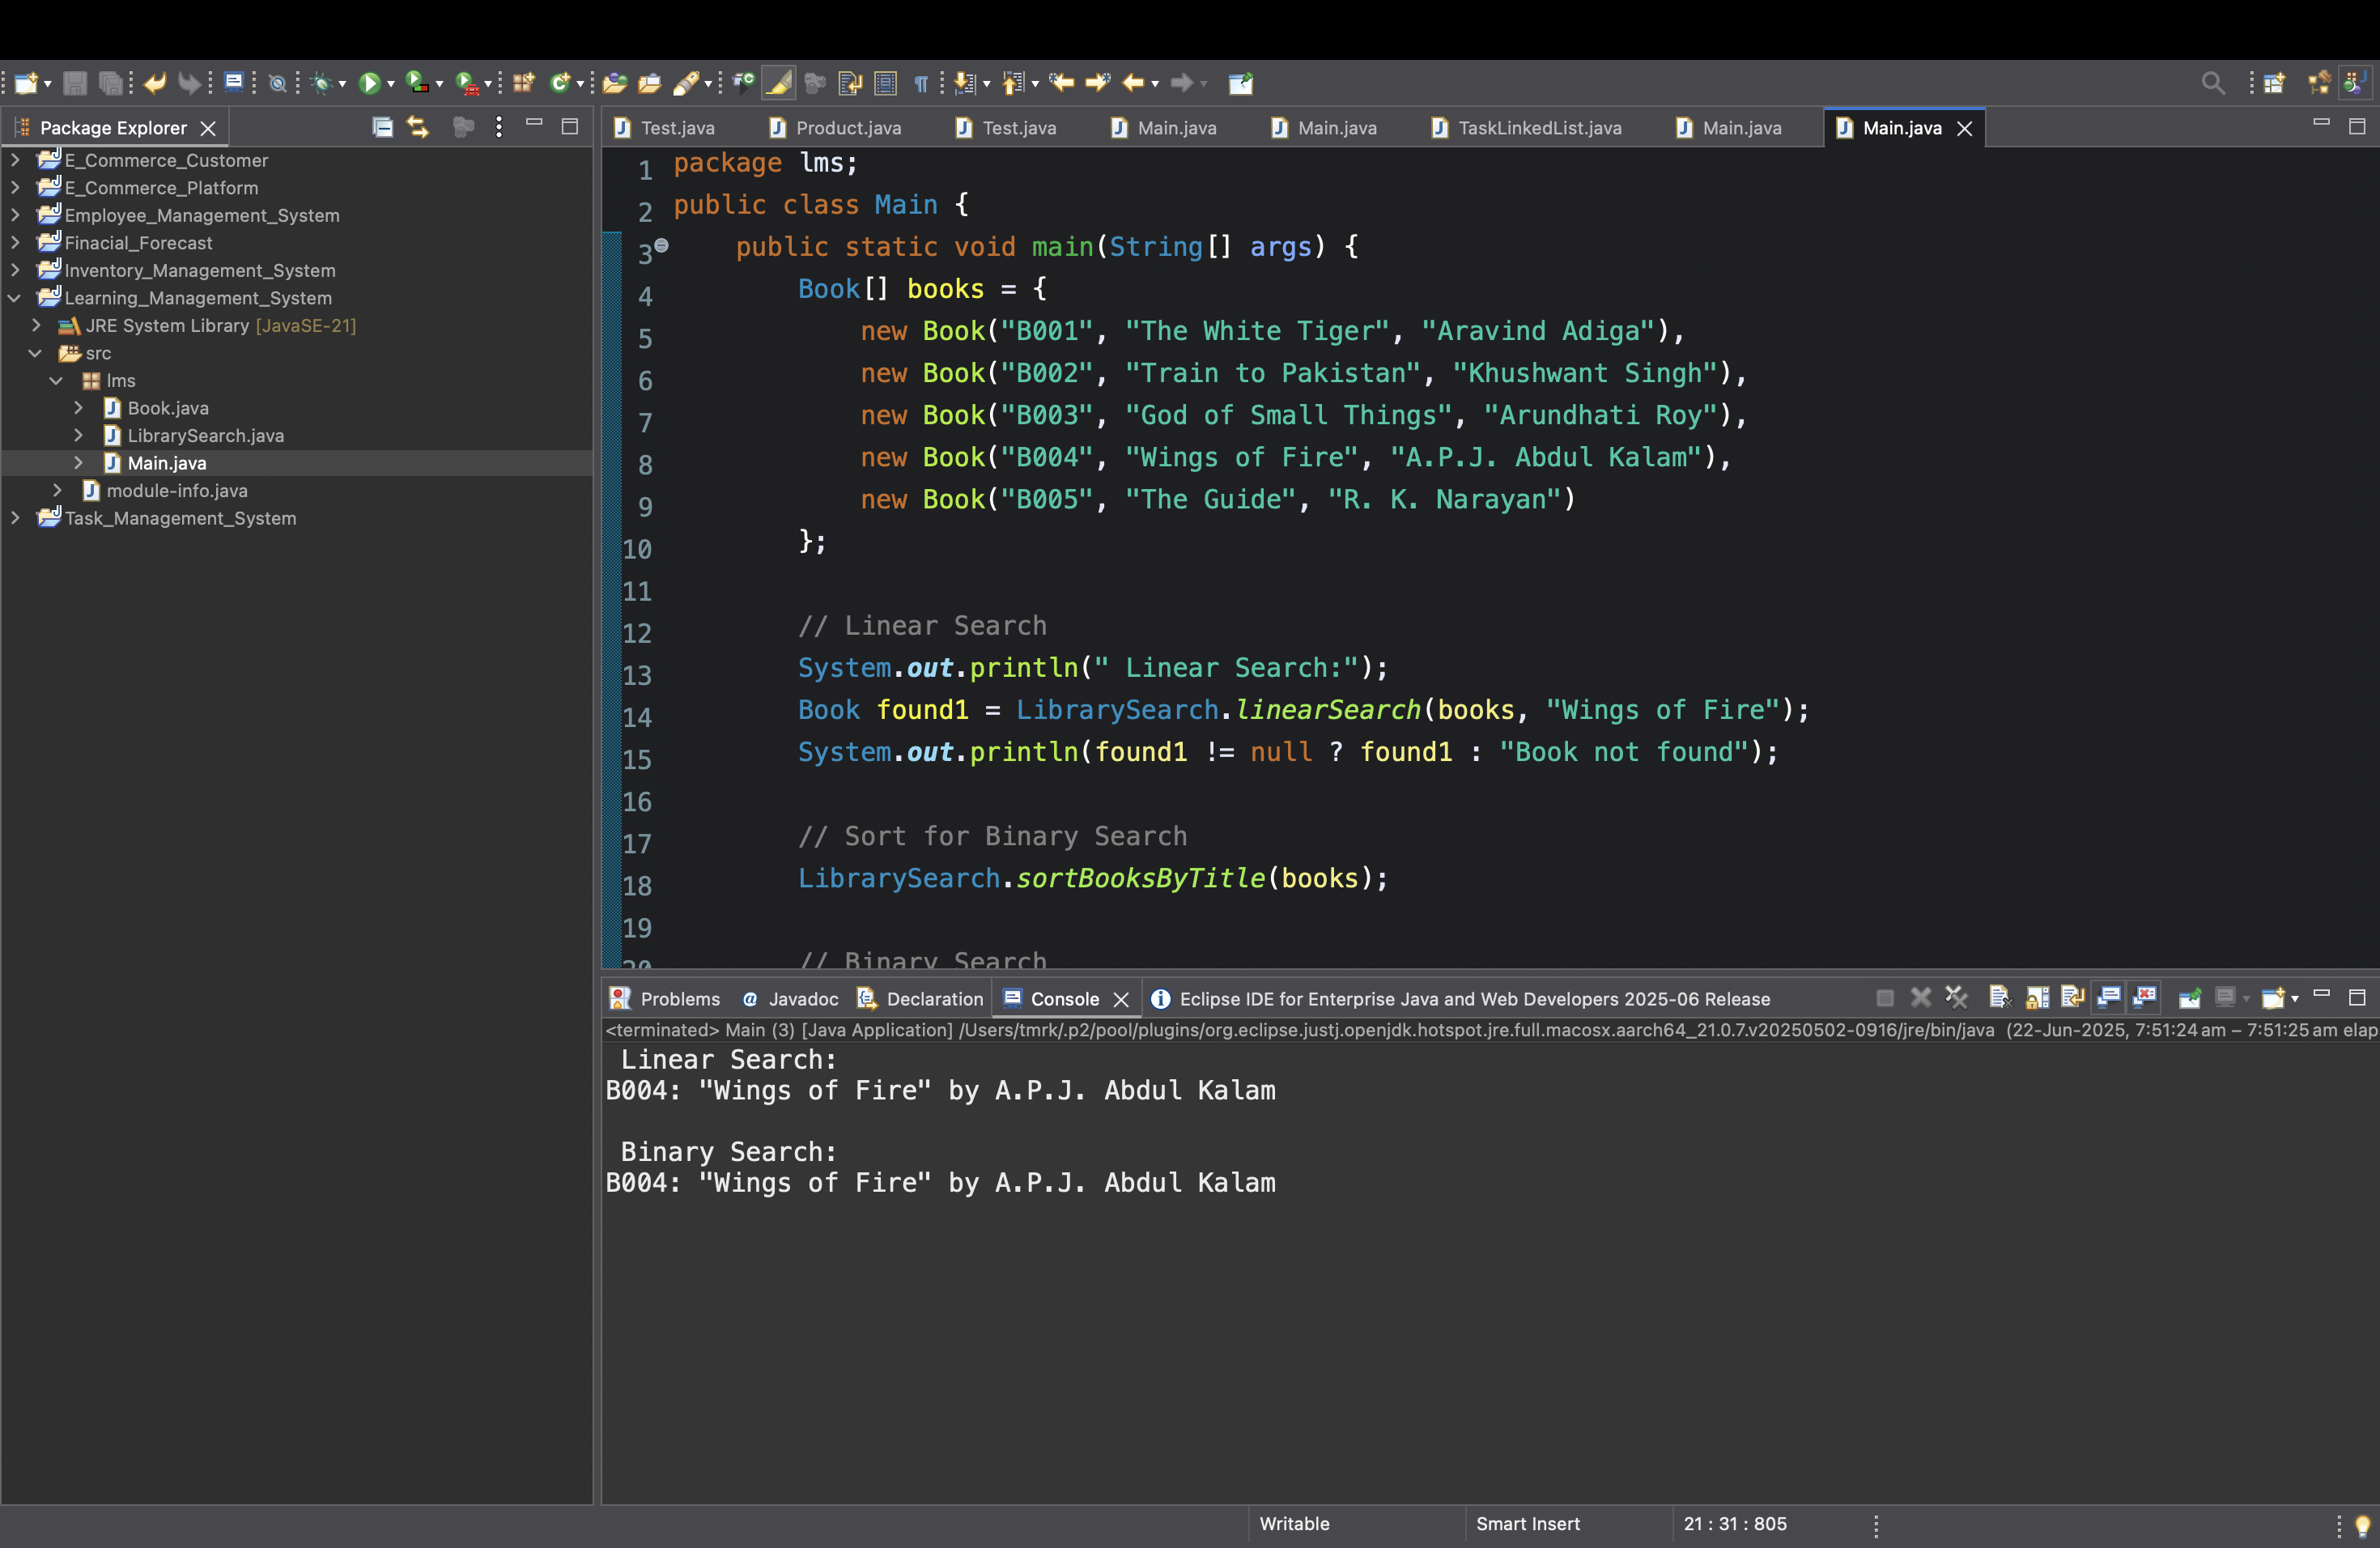 Package Explorer
E_Commerce_Customer
E_Commerce_Platform
Employee_Management_System
Finacial_Forecast
Inventory_Management_System
Learning_Management_System
JRE System Library [JavaSE-21]
src
lms
Book.java
LibrarySearch.java
Main.java
module-info.java
Task_Management_System
Test.java Product.java Test.java Main.java Main.java TaskLinkedList.java Main.java Main.java
1 package lms;
2 public class Main {
3 public static void main(String[] args) {
4 Book[] books = {
5 new Book("B001", "The White Tiger", "Aravind Adiga"),
6 new Book("B002", "Train to Pakistan", "Khushwant Singh"),
7 new Book("B003", "God of Small Things", "Arundhati Roy"),
8 new Book("B004", "Wings of Fire", "A.P.J. Abdul Kalam"),
9 new Book("B005", "The Guide", "R. K. Narayan")
10 };
11
12 // Linear Search
13 System.out.println(" Linear Search:");
14 Book found1 = LibrarySearch.linearSearch(books, "Wings of Fire");
15 System.out.println(found1 != null ? found1 : "Book not found");
16
17 // Sort for Binary Search
18 LibrarySearch.sortBooksByTitle(books);
19
20 // Binary Search
Problems Javadoc Declaration Console Eclipse IDE for Enterprise Java and Web Developers 2025-06 Release
<terminated> Main (3) [Java Application] /Users/tmrk/.p2/pool/plugins/org.eclipse.justj.openjdk.hotspot.jre.full.macosx.aarch64_21.0.7.v20250502-0916/jre/bin/java (22-Jun-2025, 7:51:24 am – 7:51:25 am elap
Linear Search:
B004: "Wings of Fire" by A.P.J. Abdul Kalam
Binary Search:
B004: "Wings of Fire" by A.P.J. Abdul Kalam
Writable Smart Insert 21 : 31 : 805